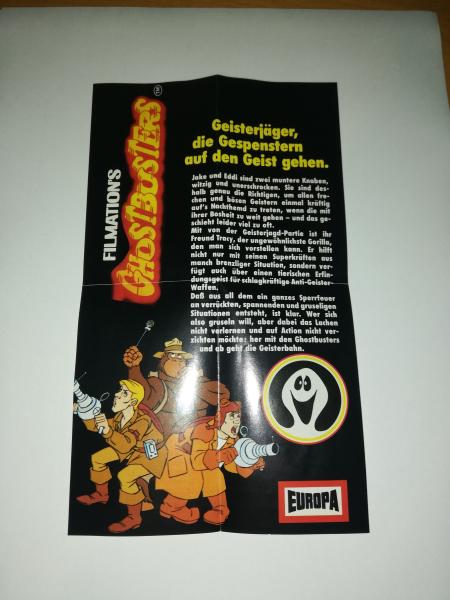 FILMATION'S
GHOSTBUSTERS
TM
Geisterjäger,
die Gespenstern
auf den Geist gehen.
Jake und Eddi sind zwei muntere Knaben,
witzig und unerschrocken. Sie sind des-
halb genau die Richtigen, um allen fre-
chen und bösen Geistern einmal kräftig
auf's Nachthemd zu treten, wenn die mit
ihrer Bosheit zu weit gehen – und das ge-
schieht leider viel zu oft.
Mit von der Geisterjagd-Partie ist ihr
Freund Tracy, der ungewöhnlichste Gorilla,
den man sich vorstellen kann. Er hilft
nicht nur mit seinen Superkräften aus
manch brenzliger Situation, sondern ver-
fügt auch über einen tierischen Erfin-
dungsgeist für schlagkräftige Anti-Geister-
Waffen.
Daß aus all dem ein ganzes Sperrfeuer
an verrückten, spannenden und gruseligen
Situationen entsteht, ist klar. Wer sich
also gruseln will, aber dabei das Lachen
nicht verlernen und auf Action nicht ver-
zichten möchte: her mit den Ghostbusters
und ab geht die Geisterbahn.
EUROPA